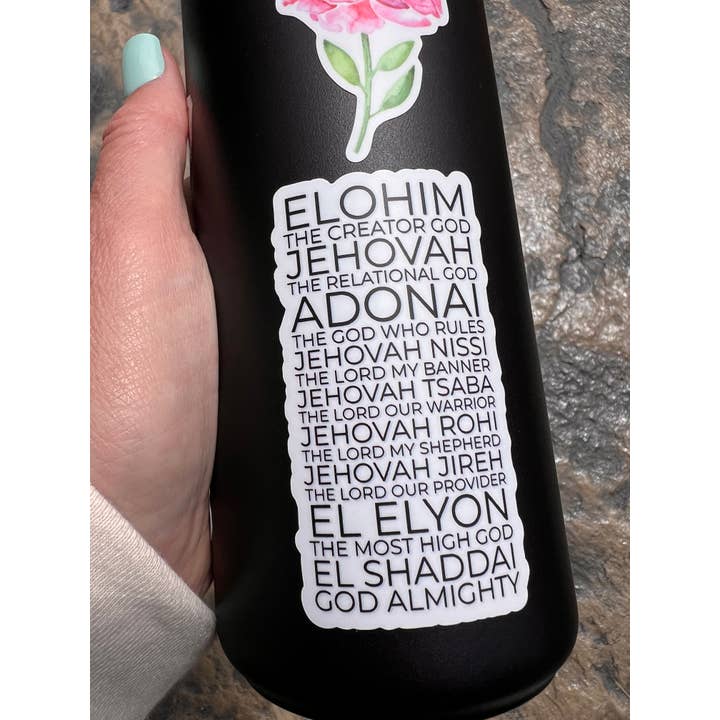 ELOHIM
THE CREATOR GOD
JEHOVAH
THE RELATIONAL GOD
ADONAI
THE GOD WHO RULES
JEHOVAH NISSI
THE LORD MY BANNER
JEHOVAH TSABA
THE LORD OUR WARRIOR
JEHOVAH ROHI
THE LORD MY SHEPHERD
JEHOVAH JIREH
THE LORD OUR PROVIDER
EL ELYON
THE MOST HIGH GOD
EL SHADDAI
GOD ALMIGHTY